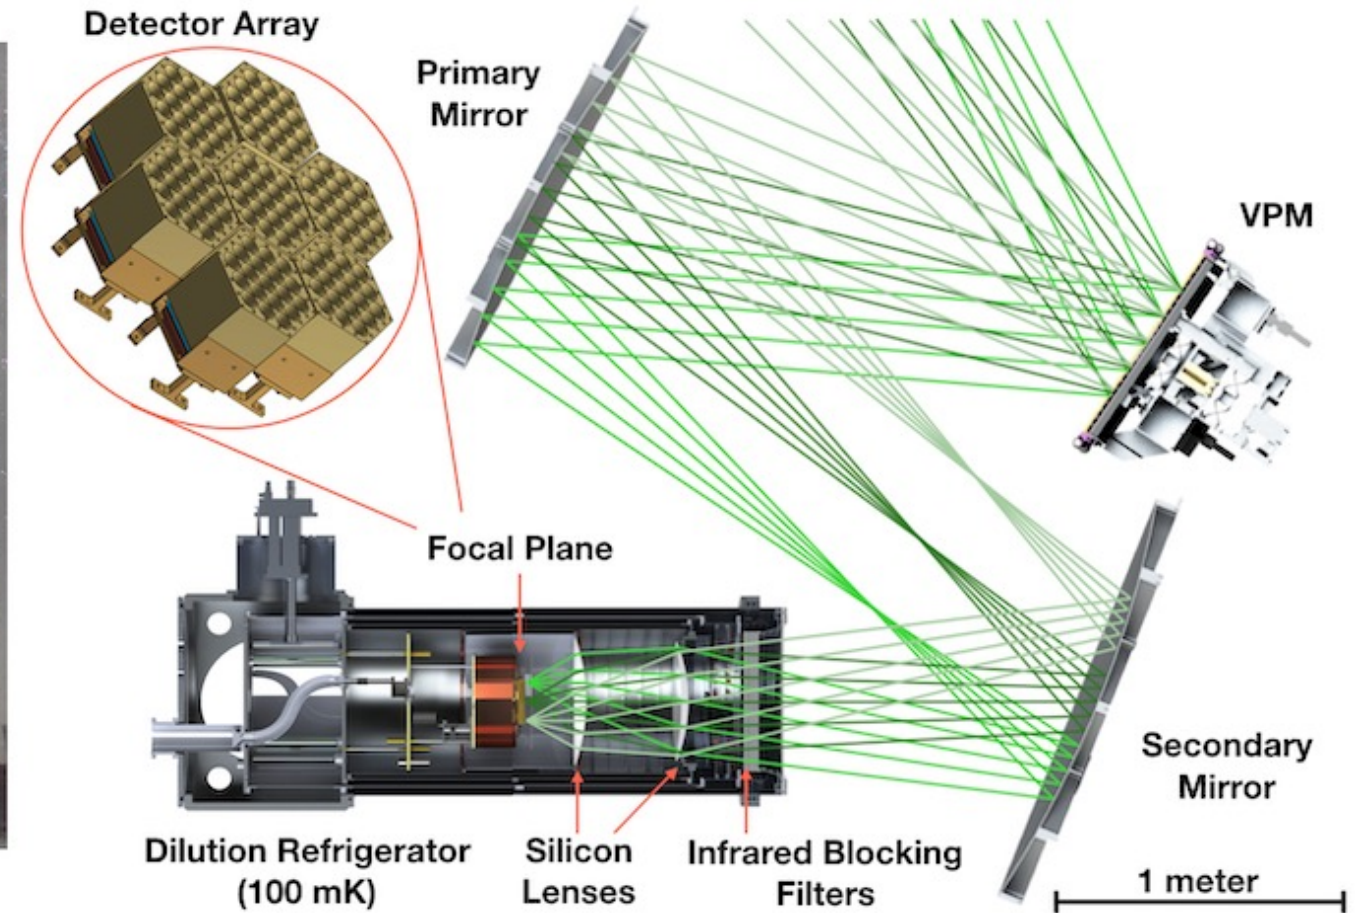 Detector Array
Primary
Mirror
VPM
Focal Plane
Secondary
Mirror
Dilution Refrigerator
(100 mK)
Silicon
Lenses
Infrared Blocking
Filters
1 meter